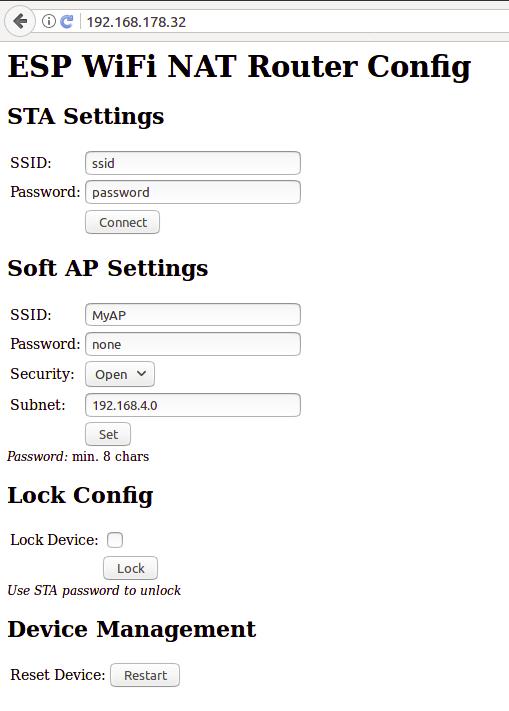 192.168.178.32
ESP WiFi NAT Router Config
STA Settings
SSID: ssid
Password: password
Connect
Soft AP Settings
SSID: MyAP
Password: none
Security: Open
Subnet: 192.168.4.0
Set
Password: min. 8 chars
Lock Config
Lock Device:
Lock
Use STA password to unlock
Device Management
Reset Device: Restart